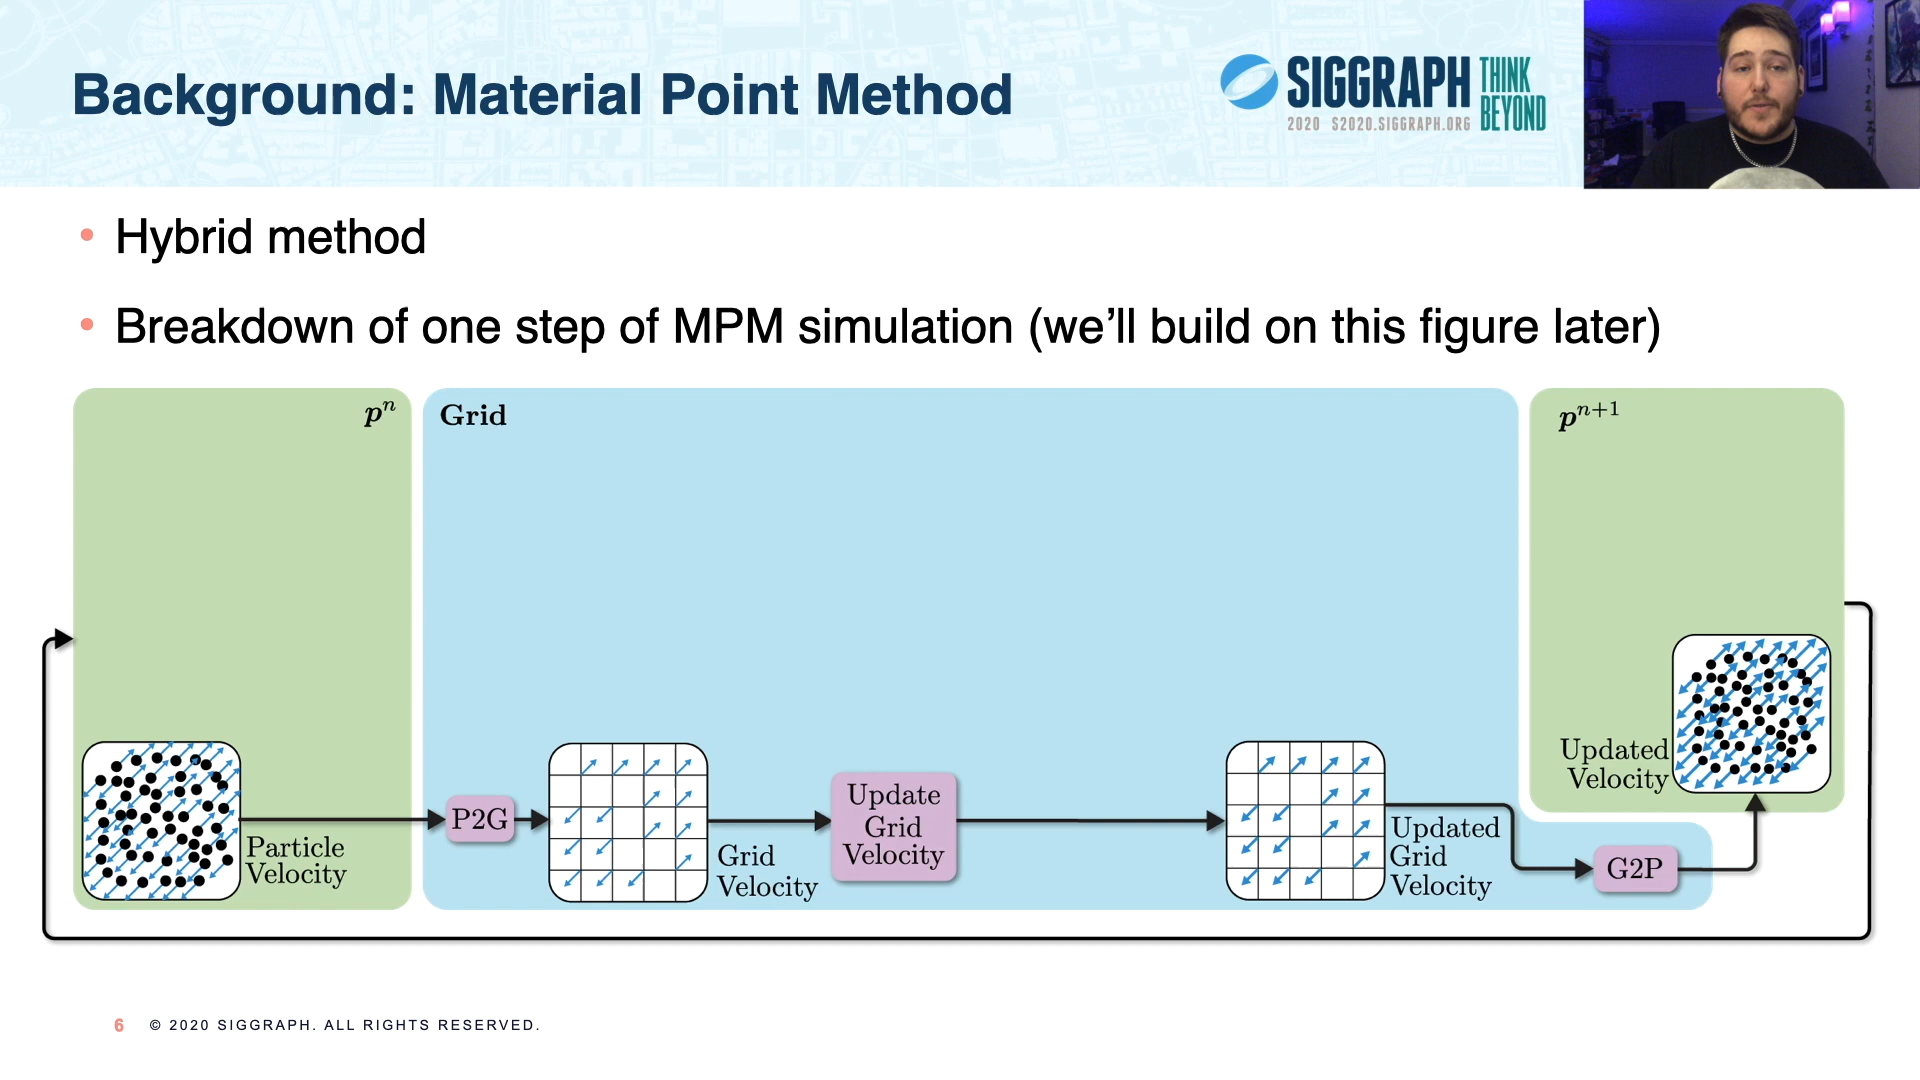 Background: Material Point Method
SIGGRAPH
THINK
BEYOND
2020 S2020.SIGGRAPH.ORG
• Hybrid method
• Breakdown of one step of MPM simulation (we’ll build on this figure later)
pⁿ
Grid
pⁿ⁺¹
Particle
Velocity
P2G
Grid
Velocity
Update
Grid
Velocity
Updated
Grid
Velocity
G2P
Updated
Velocity
6 © 2020 SIGGRAPH. ALL RIGHTS RESERVED.